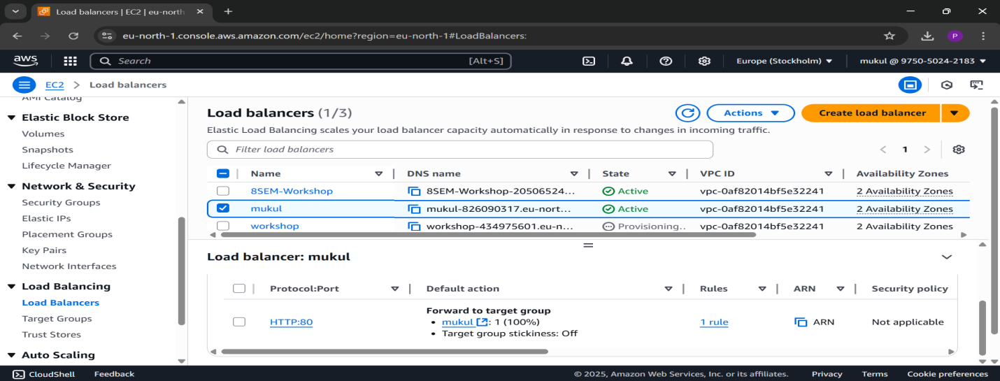 Load balancers | EC2 | eu-north
eu-north-1.console.aws.amazon.com/ec2/home?region=eu-north-1#LoadBalancers:
P
aws
Search
[Alt+S]
Europe (Stockholm)
mukul @ 9750-5024-2183
EC2 > Load balancers
AMI Catalog
Elastic Block Store
Volumes
Snapshots
Lifecycle Manager
Network & Security
Security Groups
Elastic IPs
Placement Groups
Key Pairs
Network Interfaces
Load Balancing
Load Balancers
Target Groups
Trust Stores
Auto Scaling
Load balancers (1/3)
Actions
Create load balancer
Elastic Load Balancing scales your load balancer capacity automatically in response to changes in incoming traffic.
Filter load balancers
1
Name DNS name State VPC ID Availability Zones
8SEM-Workshop 8SEM-Workshop-20506524... Active vpc-0af82014bf5e32241 2 Availability Zones
mukul mukul-826090317.eu-nort... Active vpc-0af82014bf5e32241 2 Availability Zones
workshop workshop-434975601.eu-n... Provisioning.. vpc-0af82014bf5e32241 2 Availability Zones
Load balancer: mukul
Protocol:Port Default action Rules ARN Security policy
Forward to target group
HTTP:80 • mukul : 1 (100%) 1 rule ARN Not applicable
• Target group stickiness: Off
CloudShell Feedback © 2025, Amazon Web Services, Inc. or its affiliates. Privacy Terms Cookie preferences